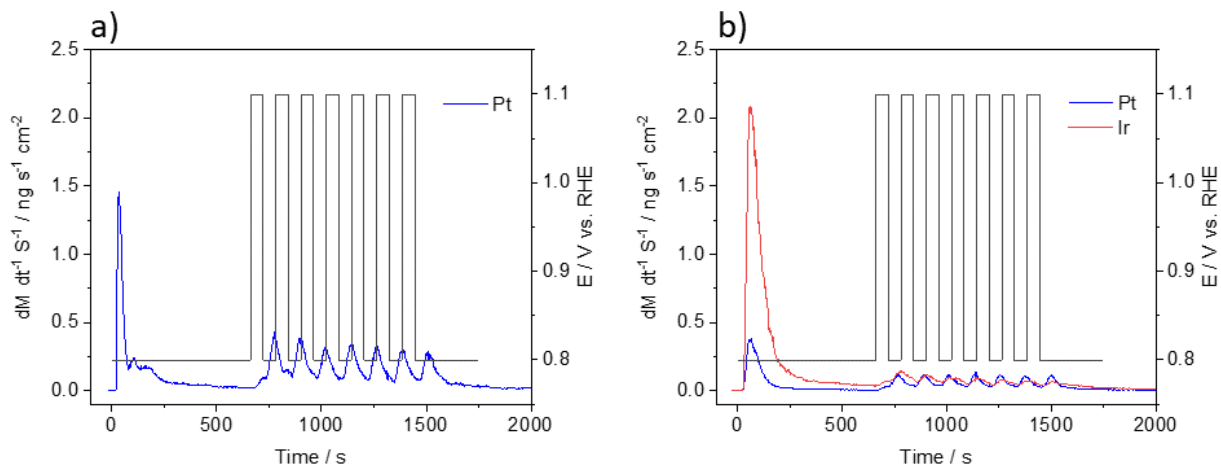 a)
2.5
2.0
1.5
1.0
0.5
0.0
dM dt⁻¹ S⁻¹ / ng s⁻¹ cm⁻²
Pt
1.1
1.0
0.9
0.8
E / V vs. RHE
0
500
1000
1500
2000
Time / s
b)
2.5
2.0
1.5
1.0
0.5
0.0
dM dt⁻¹ S⁻¹ / ng s⁻¹ cm⁻²
Pt
Ir
1.1
1.0
0.9
0.8
E / V vs. RHE
0
500
1000
1500
2000
Time / s